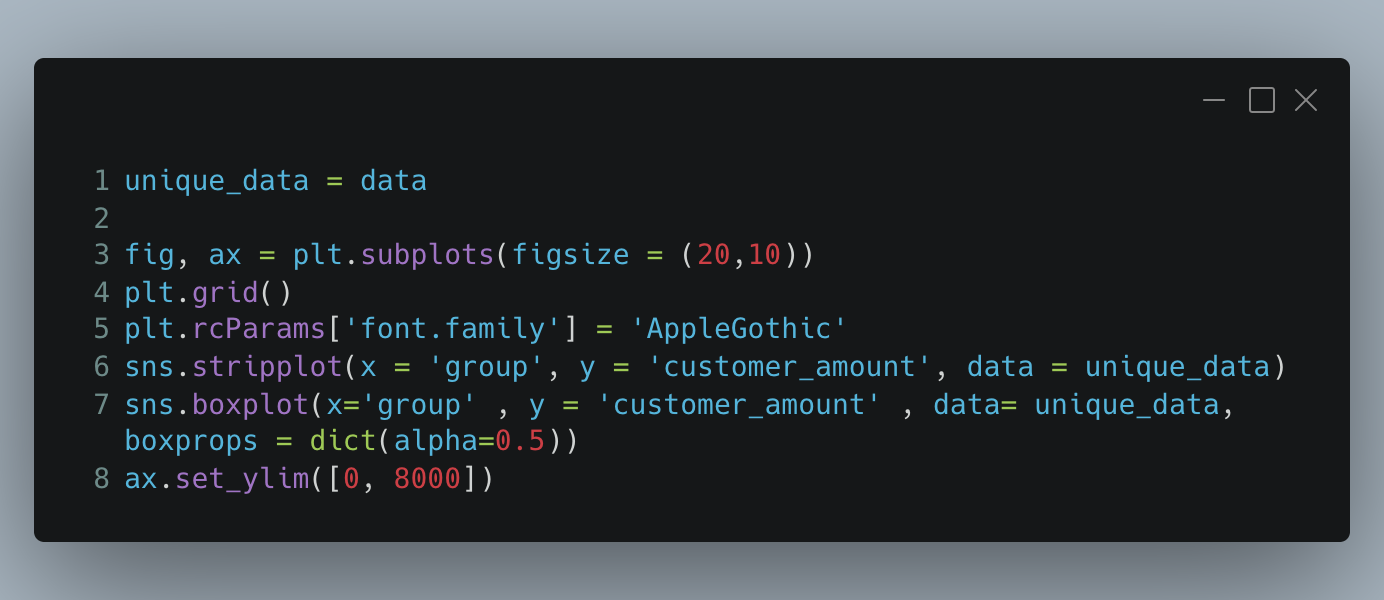 1 unique_data = data
2
3 fig, ax = plt.subplots(figsize = (20,10))
4 plt.grid()
5 plt.rcParams['font.family'] = 'AppleGothic'
6 sns.stripplot(x = 'group', y = 'customer_amount', data = unique_data)
7 sns.boxplot(x='group' , y = 'customer_amount' , data= unique_data,
boxprops = dict(alpha=0.5))
8 ax.set_ylim([0, 8000])